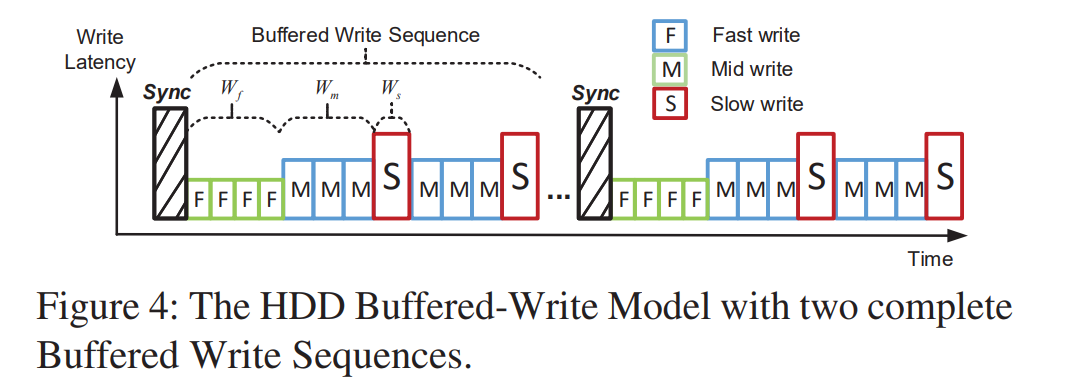 Write
Latency
Buffered Write Sequence
F Fast write
M Mid write
S Slow write
Sync W_f W_m W_s Sync
F F F F M M M S M M M S ... F F F F M M M S M M M S
Time
Figure 4: The HDD Buffered-Write Model with two complete
Buffered Write Sequences.